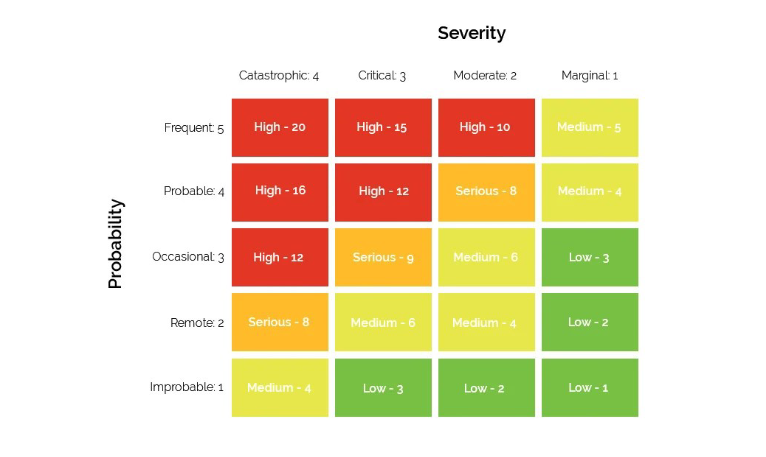 Severity
Catastrophic: 4 Critical: 3 Moderate: 2 Marginal: 1
Frequent: 5 High - 20 High - 15 High - 10 Medium - 5
Probable: 4 High - 16 High - 12 Serious - 8 Medium - 4
Probability
Occasional: 3 High - 12 Serious - 9 Medium - 6 Low - 3
Remote: 2 Serious - 8 Medium - 6 Medium - 4 Low - 2
Improbable: 1 Medium - 4 Low - 3 Low - 2 Low - 1